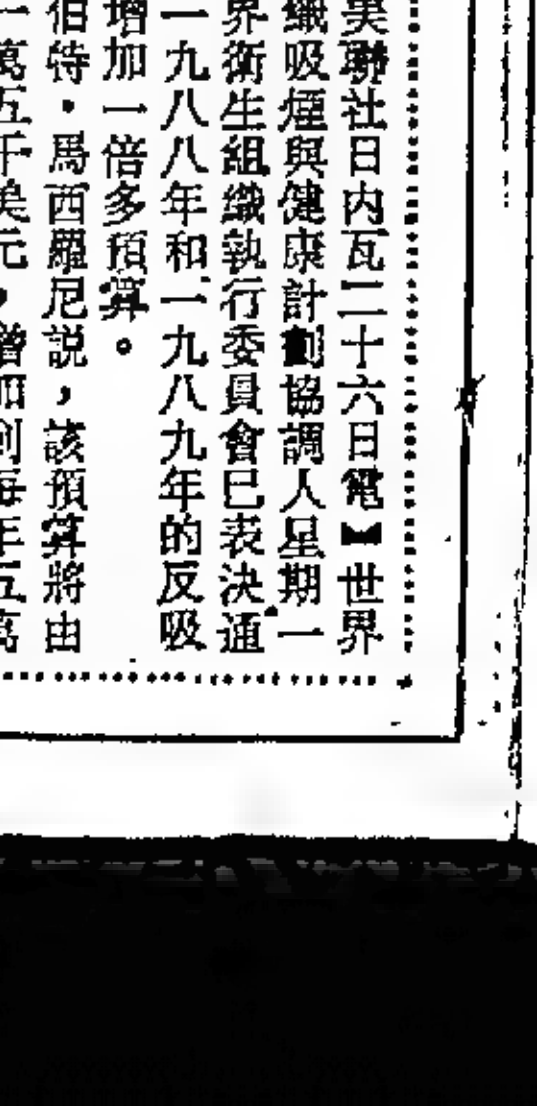 美聯社日內瓦二十六日電】世界
織吸煙與健康計劃協調人星期一
界衛生組織執行委員會已表決通
一九八八年和一九八九年的反吸
增加一倍多預算。
伯特·馬西羅尼説，該預算將由
一萬五千美元，增加到每年五萬